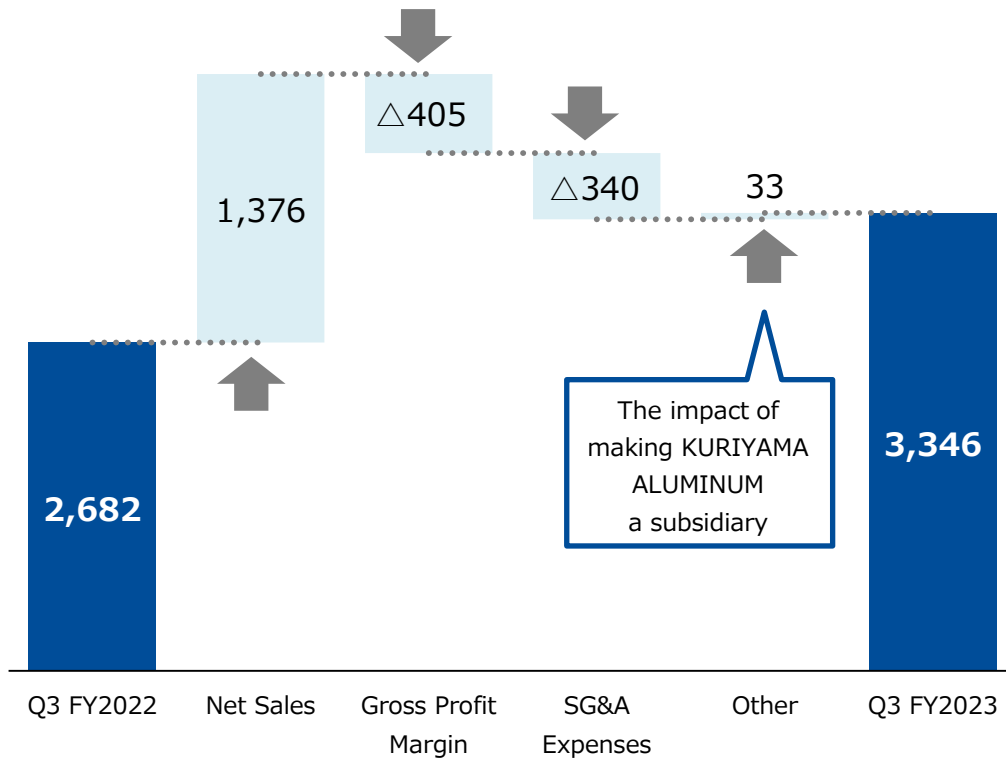 △405
△340
33
1,376
The impact of
making KURIYAMA
ALUMINUM
a subsidiary
3,346
2,682
Q3 FY2022
Net Sales
Gross Profit
Margin
SG&A
Expenses
Other
Q3 FY2023